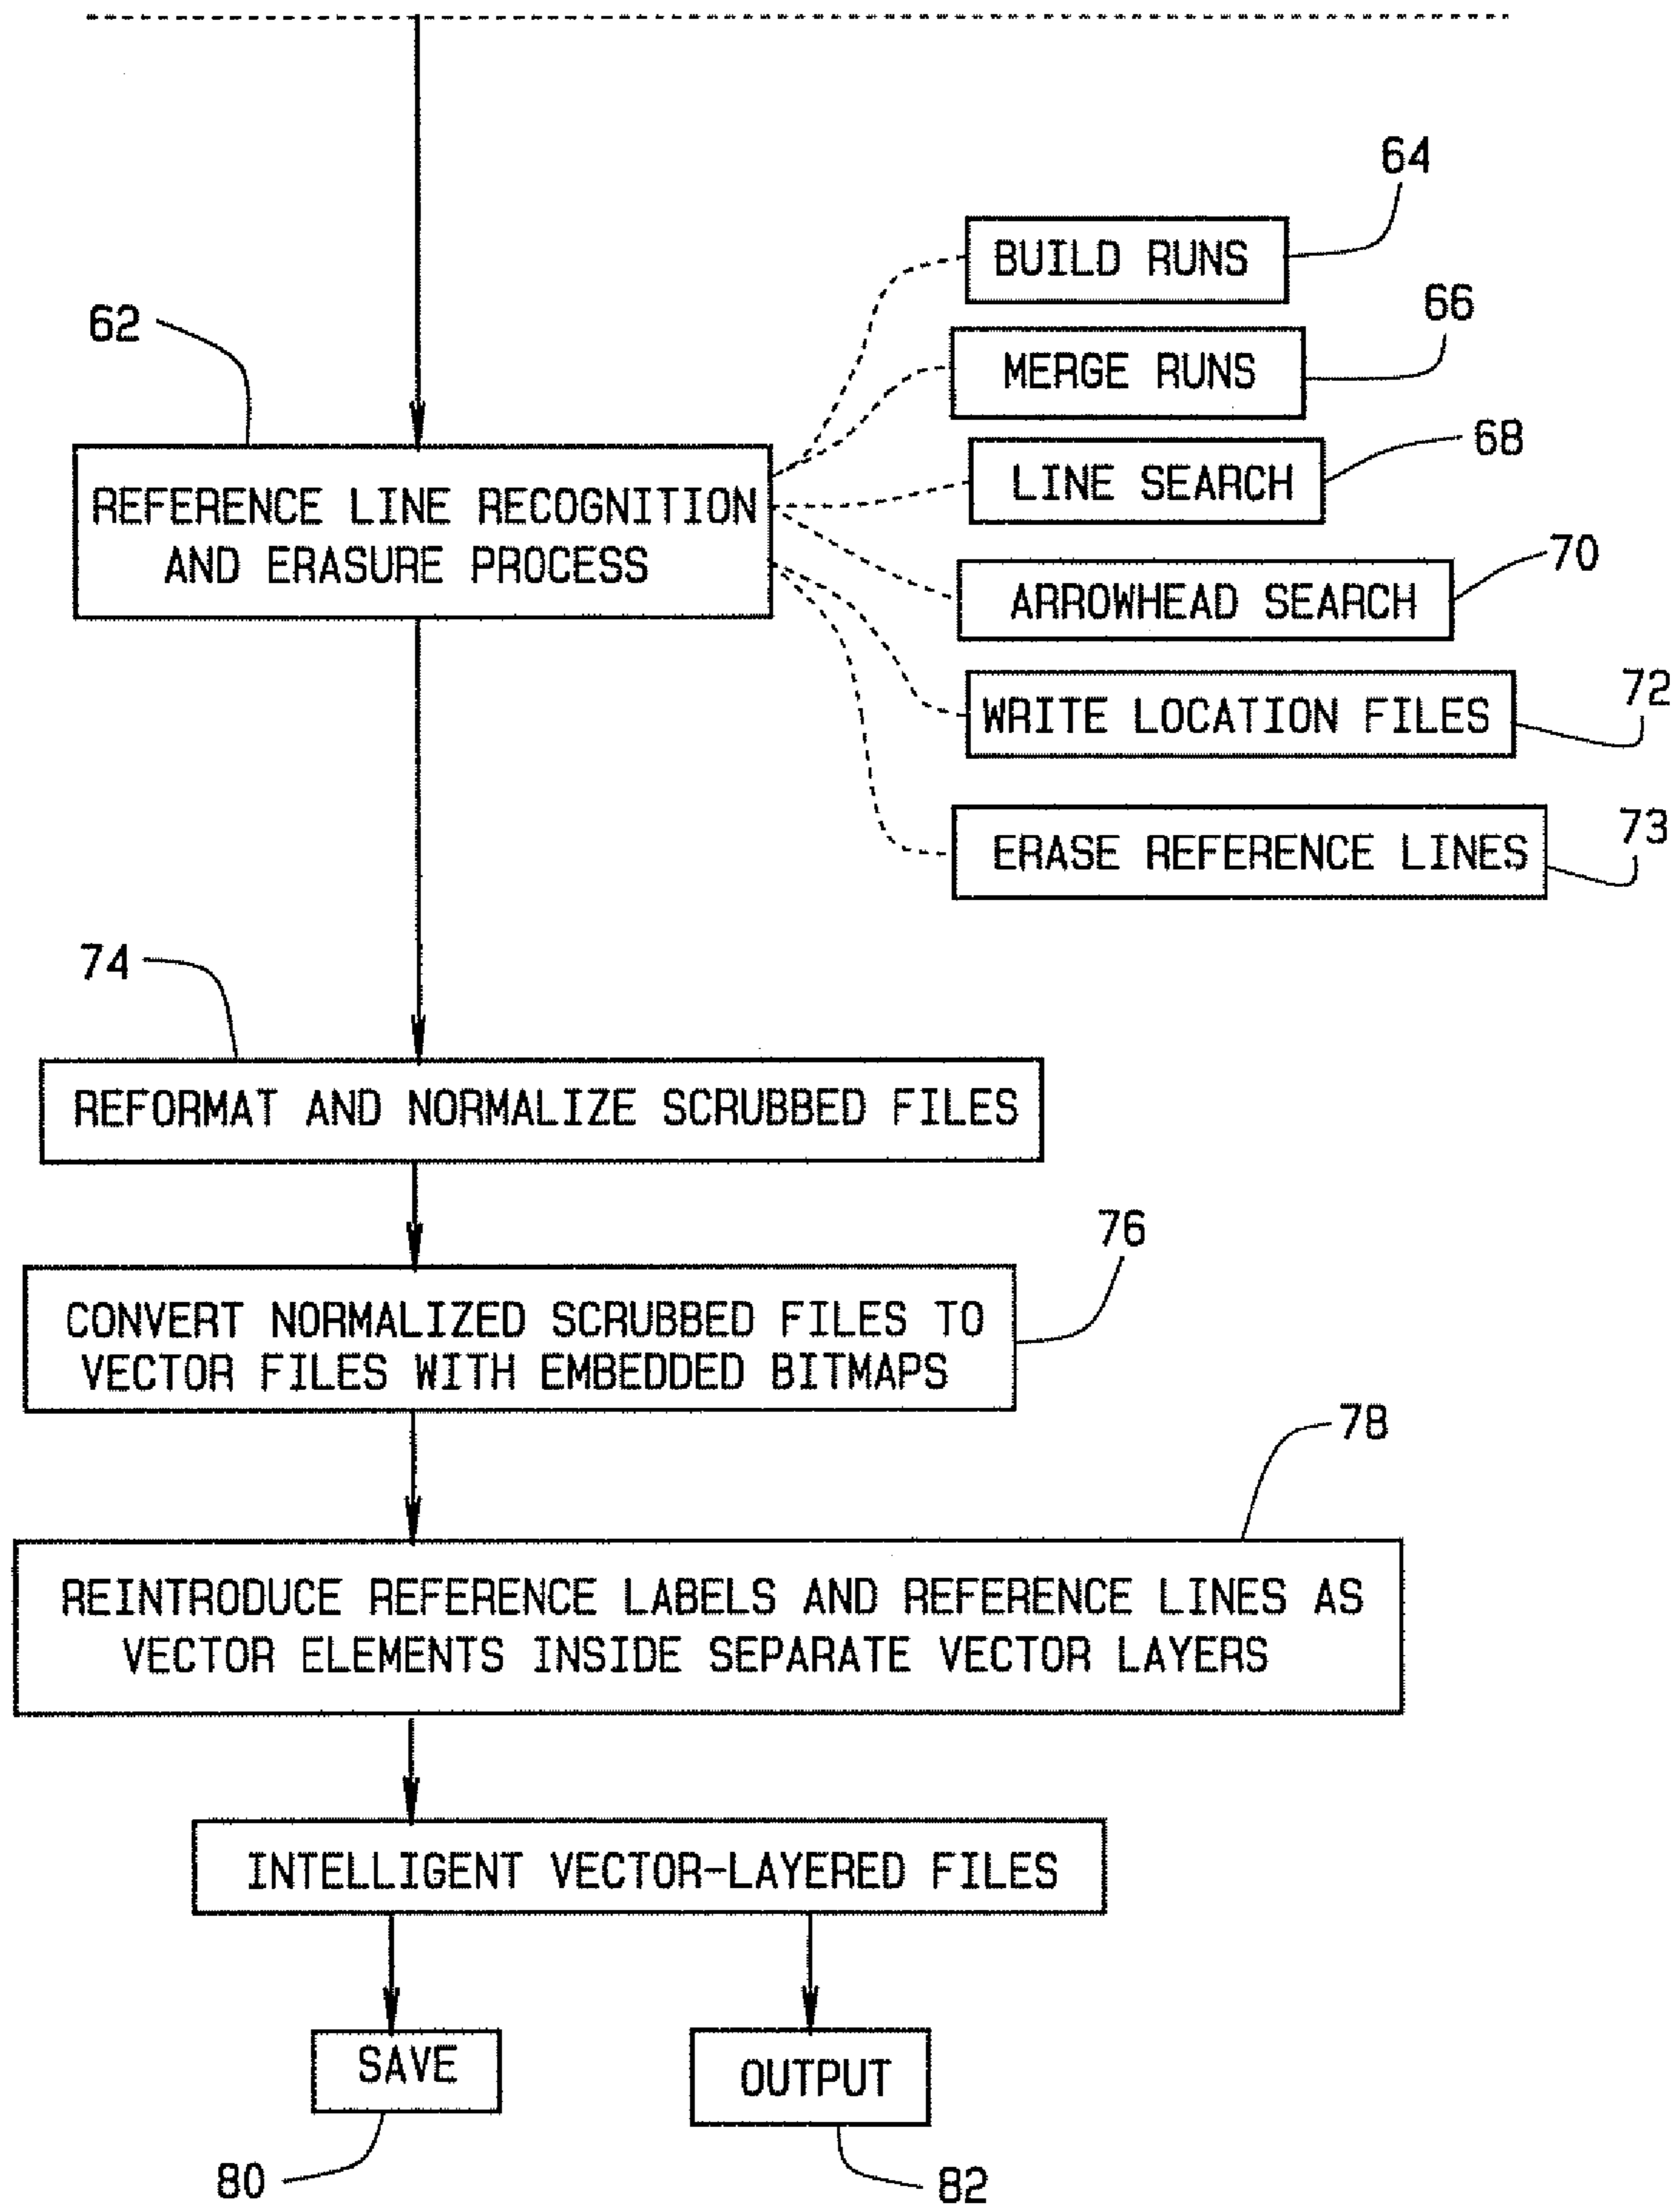 64
BUILD RUNS
66
62
MERGE RUNS
68
LINE SEARCH
REFERENCE LINE RECOGNITION
AND ERASURE PROCESS
70
ARROWHEAD SEARCH
72
WRITE LOCATION FILES
73
ERASE REFERENCE LINES
74
REFORMAT AND NORMALIZE SCRUBBED FILES
76
CONVERT NORMALIZED SCRUBBED FILES TO
VECTOR FILES WITH EMBEDDED BITMAPS
78
REINTRODUCE REFERENCE LABELS AND REFERENCE LINES AS
VECTOR ELEMENTS INSIDE SEPARATE VECTOR LAYERS
INTELLIGENT VECTOR-LAYERED FILES
SAVE
OUTPUT
80
82